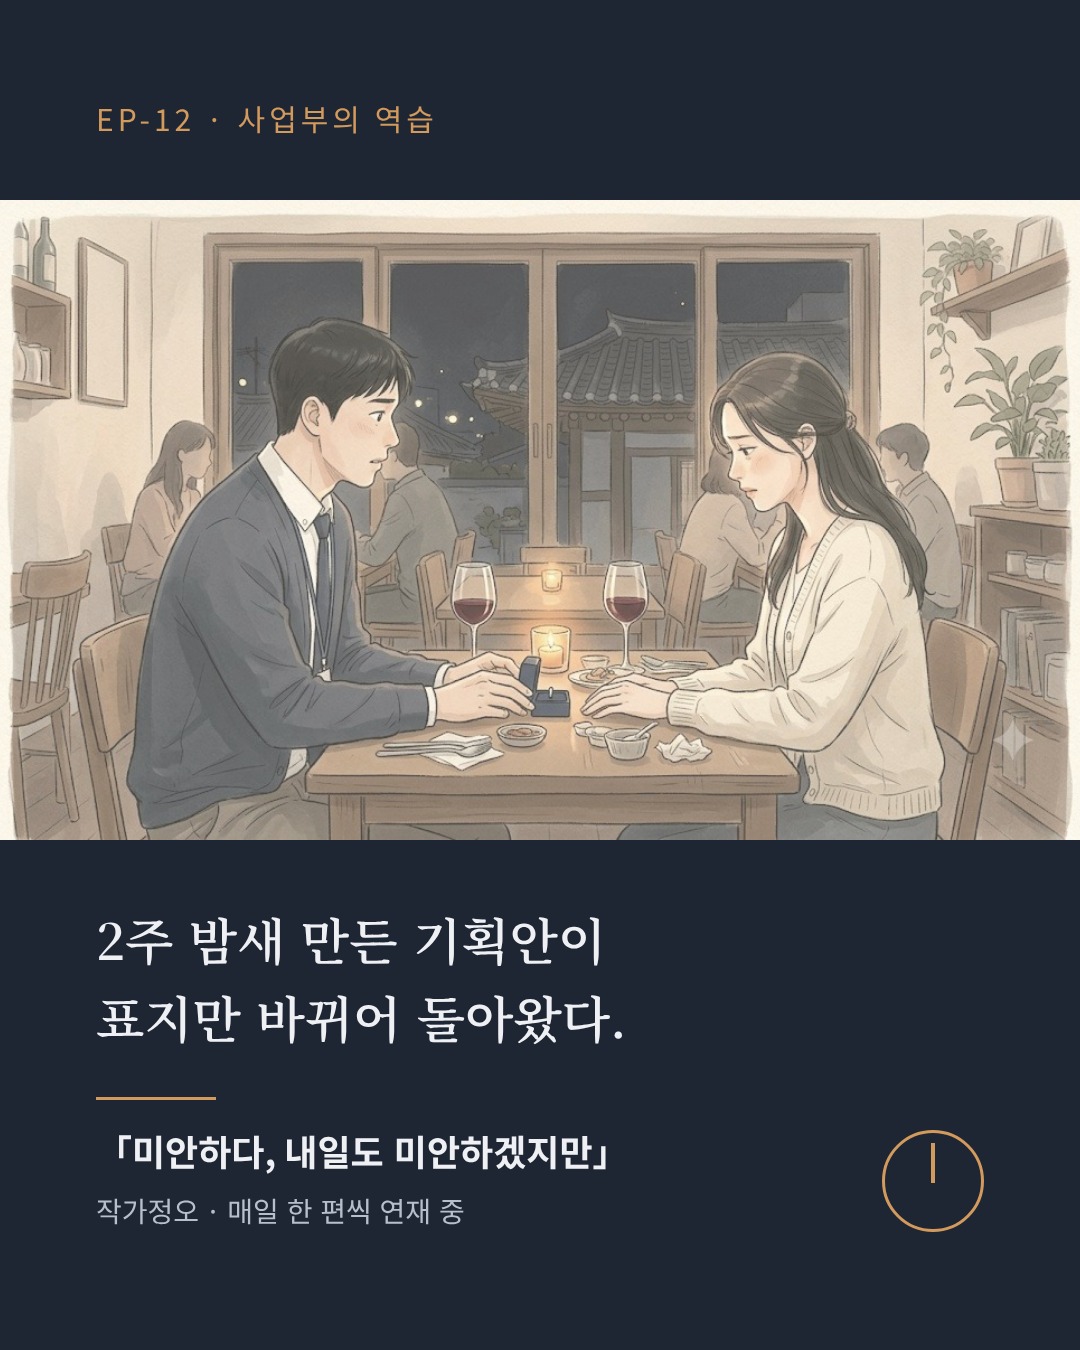 EP-12 · 사업부의 역습
2주 밤새 만든 기획안이
표지만 바뀌어 돌아왔다.
「미안하다, 내일도 미안하겠지만」
작가정오 · 매일 한 편씩 연재 중